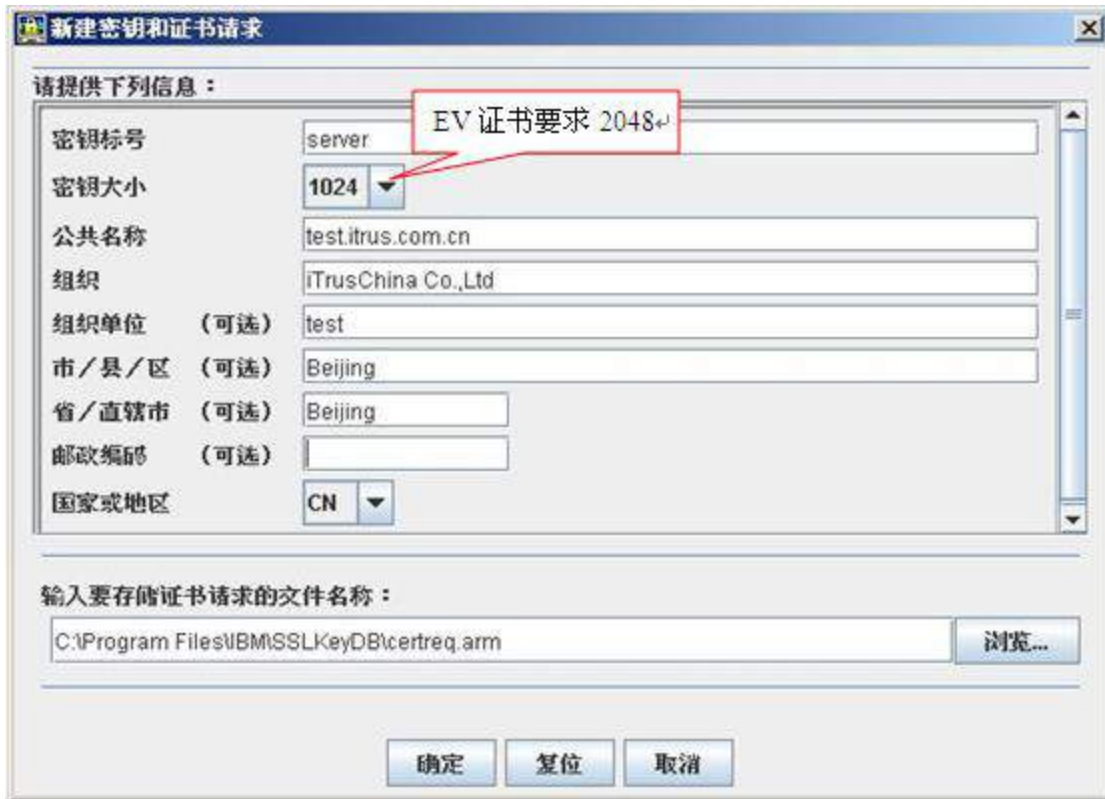 新建密钥和证书请求
请提供下列信息：
EV 证书要求 2048
密钥标号 server
密钥大小 1024
公共名称 test.itrus.com.cn
组织 iTrusChina Co.,Ltd
组织单位 （可选） test
市／县／区 （可选） Beijing
省／直辖市 （可选） Beijing
邮政编码 （可选）
国家或地区 CN
输入要存储证书请求的文件名称：
C:\Program Files\IBM\SSLKeyDB\certreq.arm 浏览...
确定 复位 取消